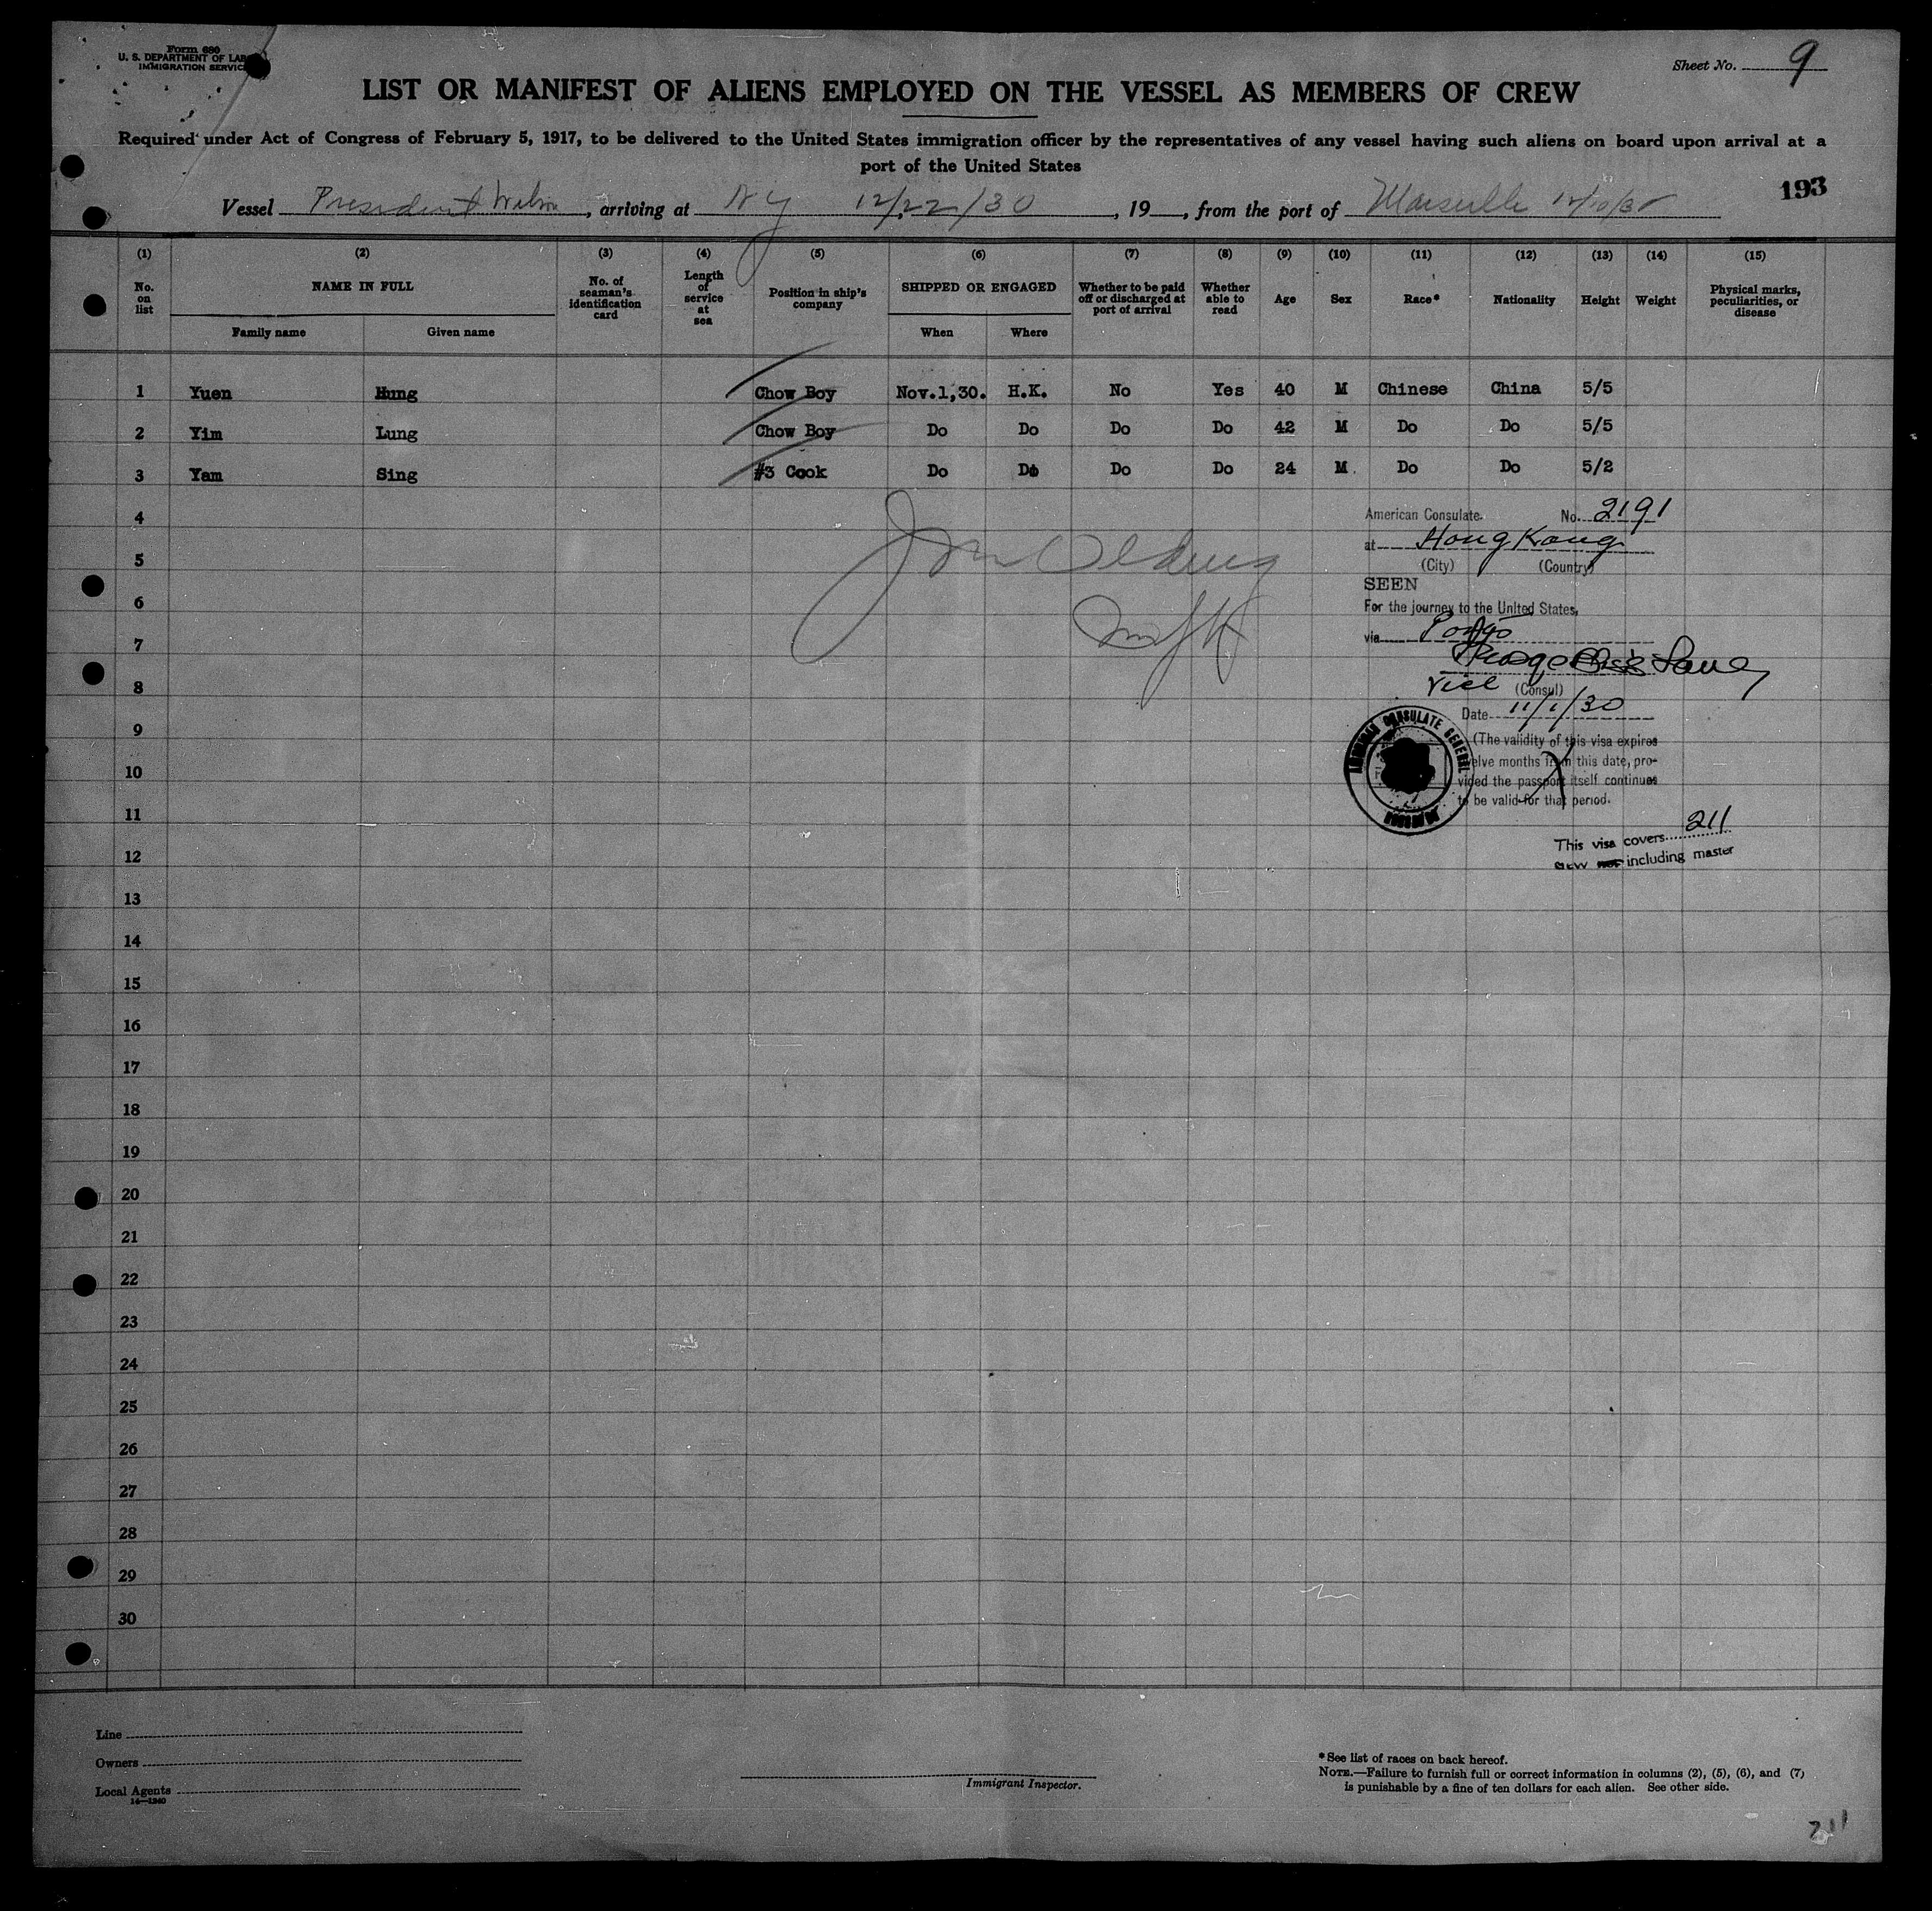 Form 680
U. S. DEPARTMENT OF LAB
IMMIGRATION SERVICE
Sheet No. 9
LIST OR MANIFEST OF ALIENS EMPLOYED ON THE VESSEL AS MEMBERS OF CREW
Required under Act of Congress of February 5, 1917, to be delivered to the United States immigration officer by the representatives of any vessel having such aliens on board upon arrival at a
port of the United States
193
Vessel President Wilson, arriving at NY 12/22/30, 19, from the port of Marseille 12/10/30
(1) (2) (3) (4) (5) (6) (7) (8) (9) (10) (11) (12) (13) (14) (15)
No. on list NAME IN FULL Family name Given name No. of seaman's identification card Length of service at sea Position in ship's company SHIPPED OR ENGAGED When Where Whether to be paid off or discharged at port of arrival Whether able to read Age Sex Race* Nationality Height Weight Physical marks, peculiarities, or disease
1 Yuen Hung Chow Boy Nov.1,30. H.K. No Yes 40 M Chinese China 5/5
2 Yim Lung Chow Boy Do Do Do Do 42 M Do Do 5/5
3 Yam Sing #3 Cook Do Do Do Do 24 M. Do Do 5/2
4
5
6
7
8
9
10
11
12
13
14
15
16
17
18
19
20
21
22
23
24
25
26
27
28
29
30
American Consulate. No. 2191
at Hong Kong
(City) (Country)
SEEN
For the journey to the United States,
via
Vice (Consul)
Date 11/1/30
(The validity of this visa expires
twelve months from this date, pro-
vided the passport itself continues
to be valid for that period.
AMERICAN CONSULATE GENERAL
HONGKONG
This visa covers 211
crew not including master
Line
Owners
Local Agents
14—1240
Immigrant Inspector.
*See list of races on back hereof.
NOTE.—Failure to furnish full or correct information in columns (2), (5), (6), and (7)
is punishable by a fine of ten dollars for each alien. See other side.
211